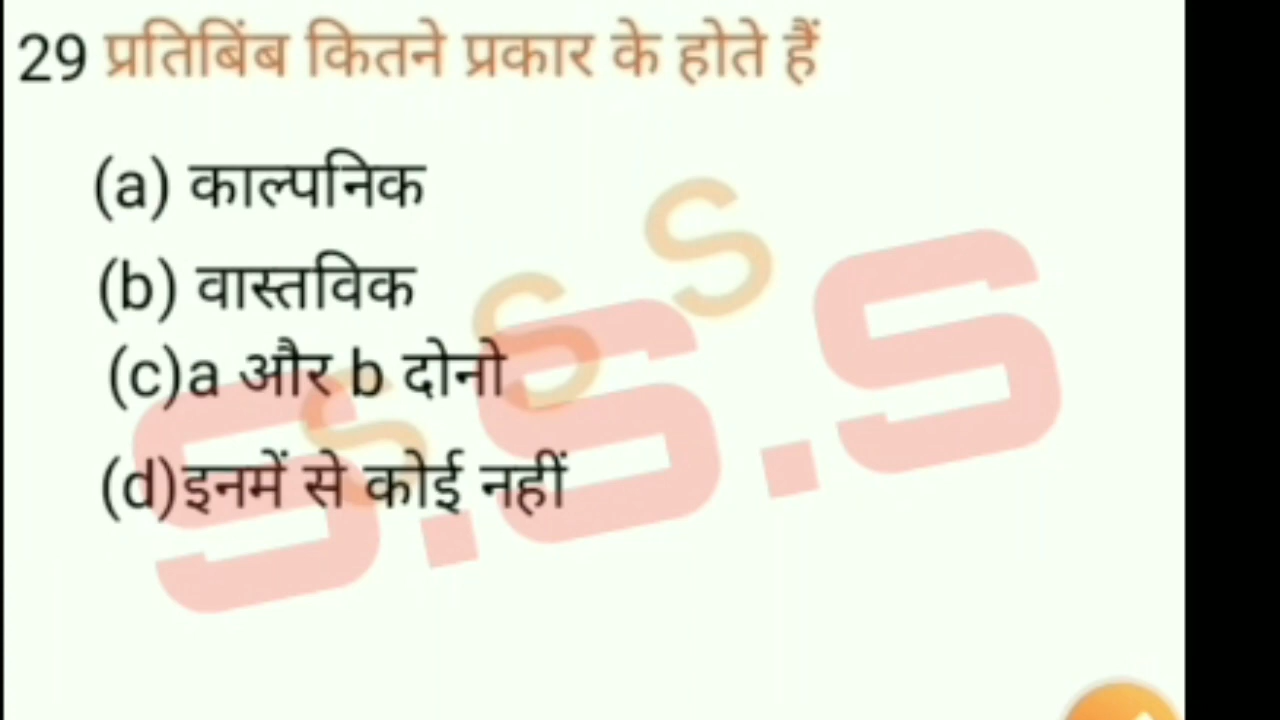 29 प्रतिबिंब कितने प्रकार के होते हैं
(a) काल्पनिक
(b) वास्तविक
(c)a और b दोनो
(d)इनमें से कोई नहीं
S S S
S.S.S